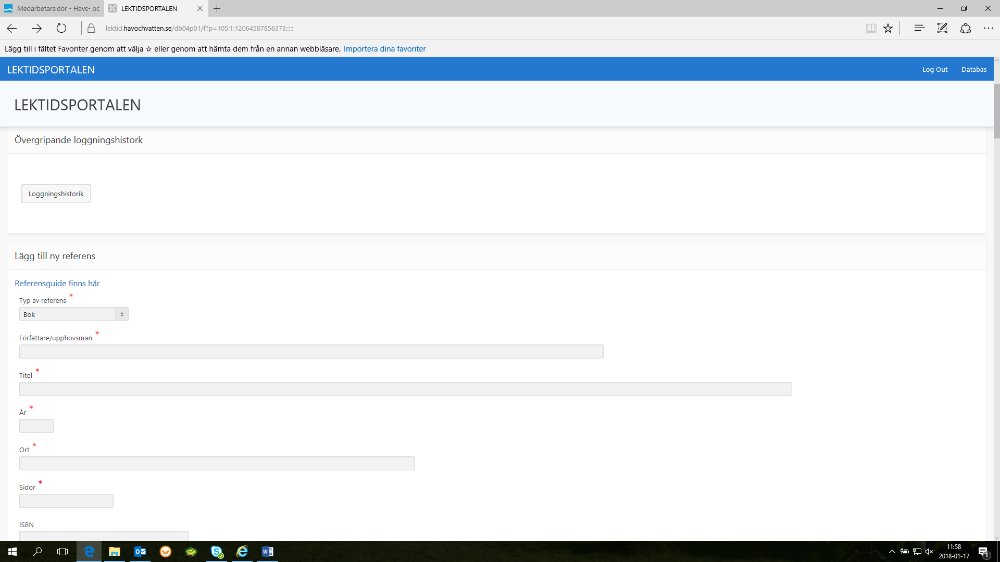 Medarbetarsidor - Havs- oc
LEKTIDSPORTALEN
lektid.havochvatten.se/db04p01/f?p=105:1:12064587856373:::::
Lägg till i fältet Favoriter genom att välja ☆ eller genom att hämta dem från en annan webbläsare. Importera dina favoriter
LEKTIDSPORTALEN
Log Out
Databas
LEKTIDSPORTALEN
Övergripande loggningshistork
Loggningshistorik
Lägg till ny referens
Referensguide finns här
Typ av referens *
Bok
Författare/upphovsman *
Titel *
År *
Ort *
Sidor *
ISBN
11:58
2018-01-17
1